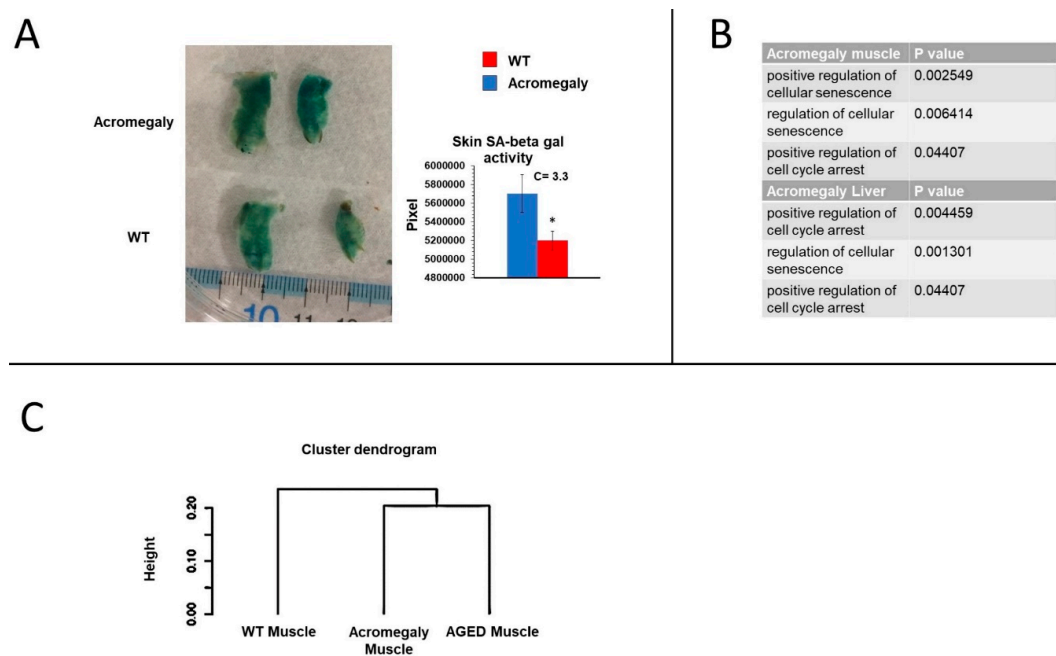 A
Acromegaly
WT
10
11
WT
Acromegaly
Skin SA-beta gal
activity
Pixel
6000000
5800000
5600000
5400000
5200000
5000000
4800000
C= 3.3
*
B
Acromegaly muscle P value
positive regulation of
cellular senescence 0.002549
regulation of cellular
senescence 0.006414
positive regulation of
cell cycle arrest 0.04407
Acromegaly Liver P value
positive regulation of
cell cycle arrest 0.004459
regulation of cellular
senescence 0.001301
positive regulation of
cell cycle arrest 0.04407
C
Cluster dendrogram
Height
0.20
0.10
0.00
WT Muscle
Acromegaly
Muscle
AGED Muscle